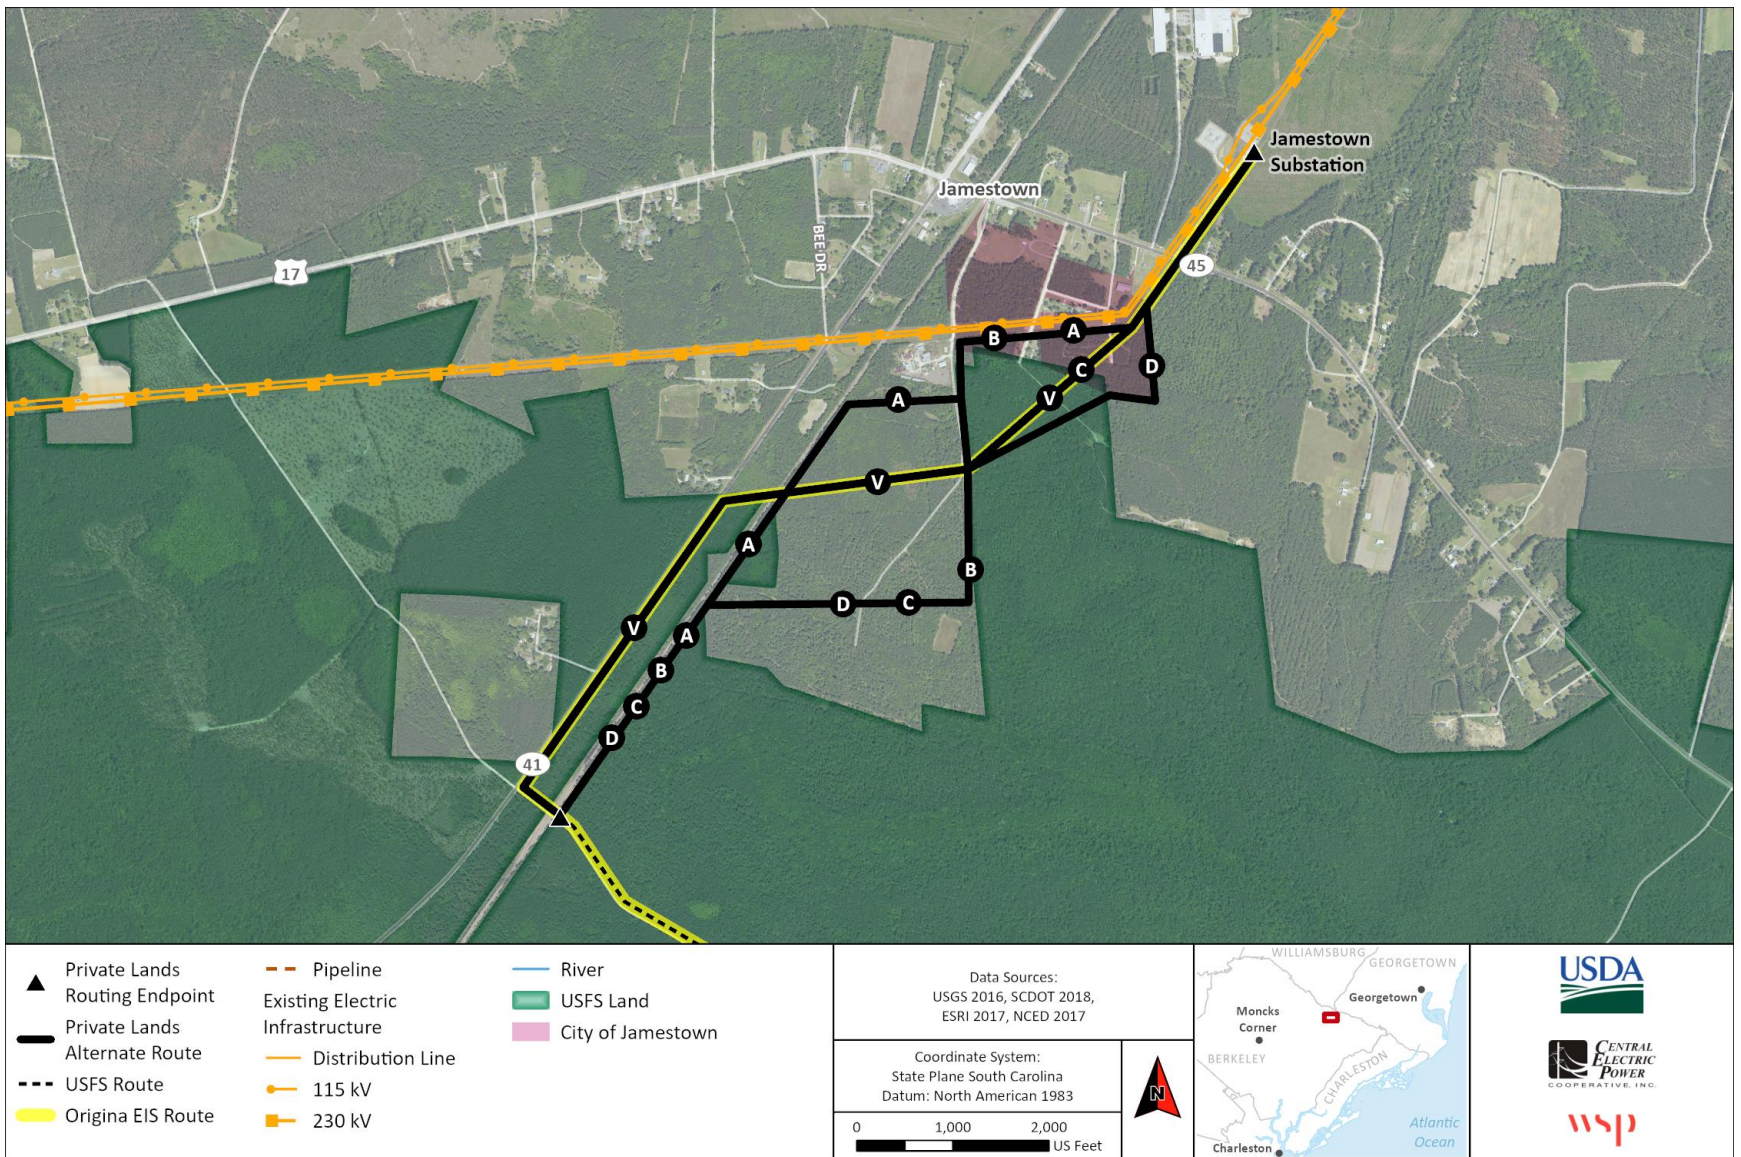 Jamestown
Substation
Jamestown
BEE DR
17
45
B
A
D
C
V
A
V
A
B
D
C
V
A
B
C
D
41
Private Lands
Routing Endpoint
Private Lands
Alternate Route
USFS Route
Origina EIS Route
Pipeline
Existing Electric
Infrastructure
Distribution Line
115 kV
230 kV
River
USFS Land
City of Jamestown
Data Sources:
USGS 2016, SCDOT 2018,
ESRI 2017, NCED 2017
Coordinate System:
State Plane South Carolina
Datum: North American 1983
0 1,000 2,000
US Feet
N
WILLIAMSBURG
GEORGETOWN
Georgetown
Moncks
Corner
BERKELEY
CHARLESTON
Atlantic
Ocean
Charleston
USDA
CENTRAL
ELECTRIC
POWER
COOPERATIVE, INC.
wsp